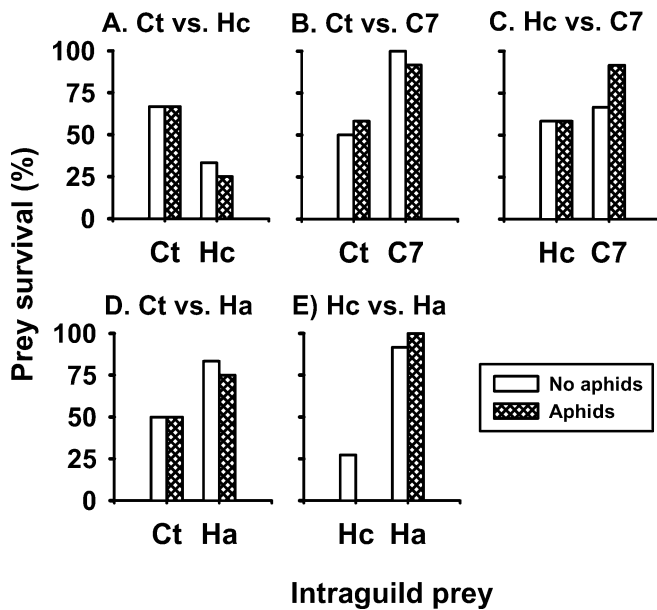 A. Ct vs. Hc
B. Ct vs. C7
C. Hc vs. C7
100
75
50
25
0
Ct Hc
Ct C7
Hc C7
Prey survival (%)
D. Ct vs. Ha
E) Hc vs. Ha
100
75
50
25
0
Ct Ha
Hc Ha
No aphids
Aphids
Intraguild prey